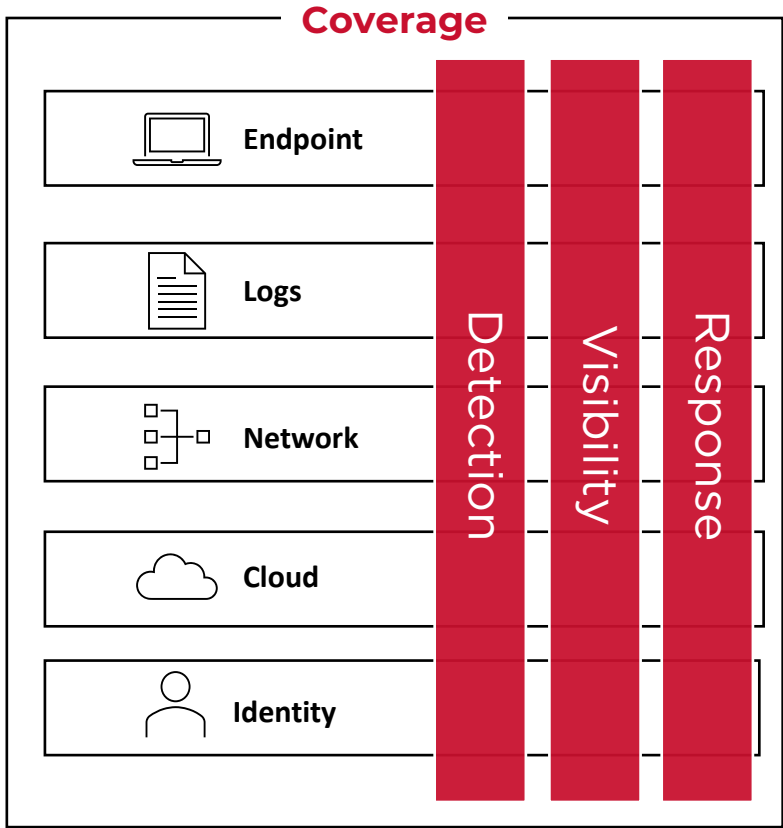 Coverage
Endpoint
Logs
Network
Cloud
Identity
Detection
Visibility
Response